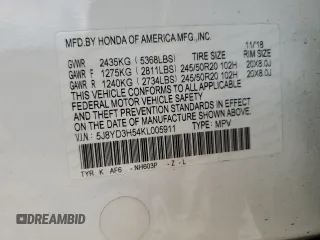 MFD.BY HONDA OF AMERICA MFG.,INC. 11/18
GVWR 2435KG (5368LBS) TIRE SIZE RIM SIZE
GAWR F 1275KG (2811LBS) 245/50R20 102H 20X8.0J
GAWR R 1240KG (2734LBS) 245/50R20 102H 20X8.0J
THIS VEHICLE CONFORMS TO ALL APPLICABLE
FEDERAL MOTOR VEHICLE SAFETY, BUMPER,
AND THEFT PREVENTION STANDARDS IN EFFECT ON
THE DATE OF MANUFACTURE SHOWN ABOVE.
V.I.N.: 5J8YD3H54KL005911 TYPE: MPV
TYR K AF6 -NH603P -Z -L
DREAMBID